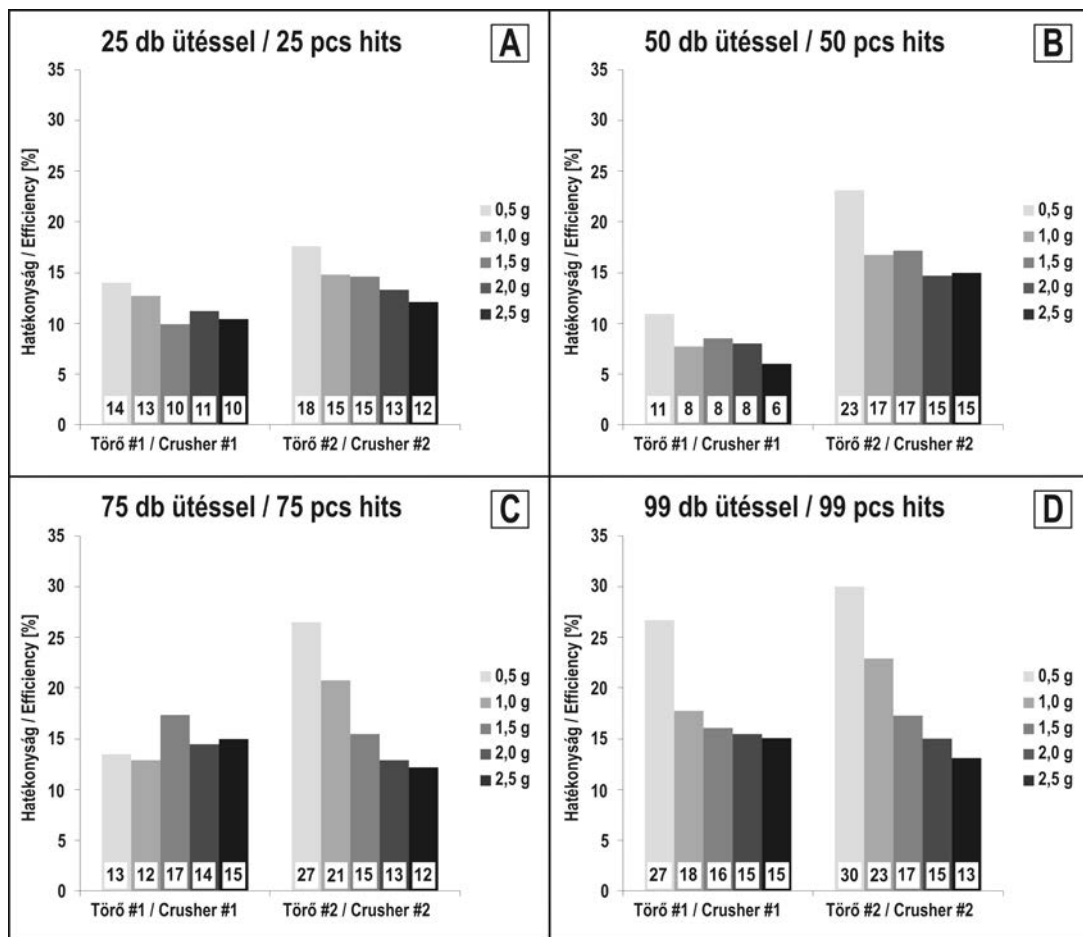 25 db ütéssel / 25 pcs hits
A
Hatékonyság / Efficiency [%]
35
30
25
20
15
10
5
0
14 13 10 11 10 18 15 15 13 12
Törő #1 / Crusher #1 Törő #2 / Crusher #2
0,5 g
1,0 g
1,5 g
2,0 g
2,5 g
50 db ütéssel / 50 pcs hits
B
Hatékonyság / Efficiency [%]
35
30
25
20
15
10
5
0
11 8 8 8 6 23 17 17 15 15
Törő #1 / Crusher #1 Törő #2 / Crusher #2
0,5 g
1,0 g
1,5 g
2,0 g
2,5 g
75 db ütéssel / 75 pcs hits
C
Hatékonyság / Efficiency [%]
35
30
25
20
15
10
5
0
13 12 17 14 15 27 21 15 13 12
Törő #1 / Crusher #1 Törő #2 / Crusher #2
0,5 g
1,0 g
1,5 g
2,0 g
2,5 g
99 db ütéssel / 99 pcs hits
D
Hatékonyság / Efficiency [%]
35
30
25
20
15
10
5
0
27 18 16 15 15 30 23 17 15 13
Törő #1 / Crusher #1 Törő #2 / Crusher #2
0,5 g
1,0 g
1,5 g
2,0 g
2,5 g